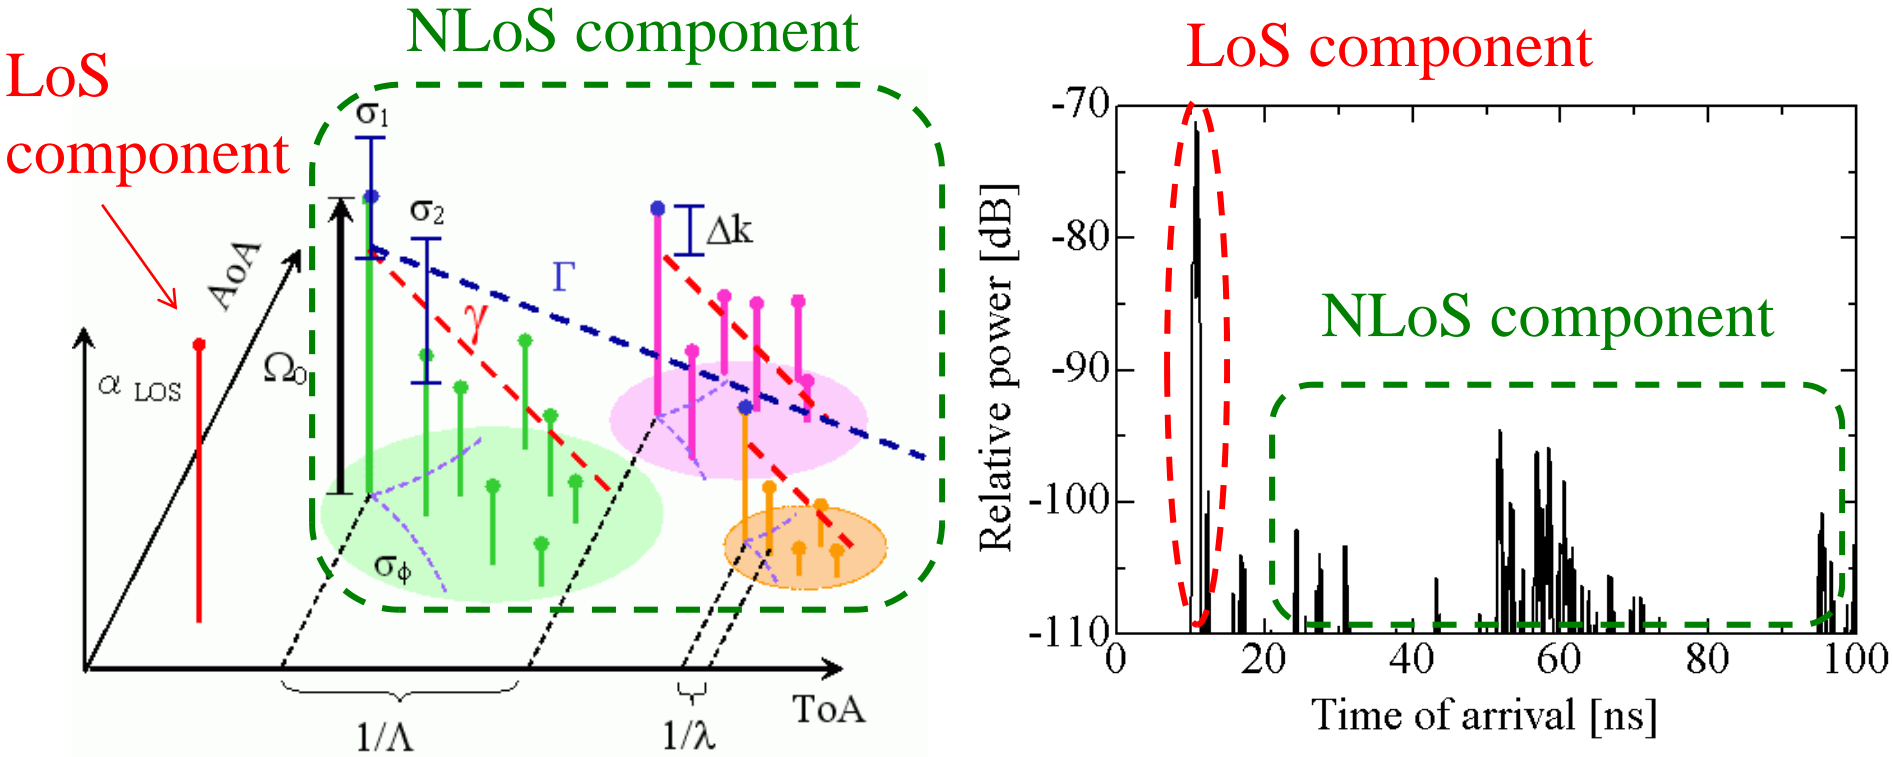 NLoS component
LoS
component
σ1
σ2
Δk
AoA
Γ
γ
Ω0
α LOS
σϕ
ToA
1/Λ
1/λ
LoS component
NLoS component
Relative power [dB]
-70
-80
-90
-100
-110
0
20
40
60
80
100
Time of arrival [ns]